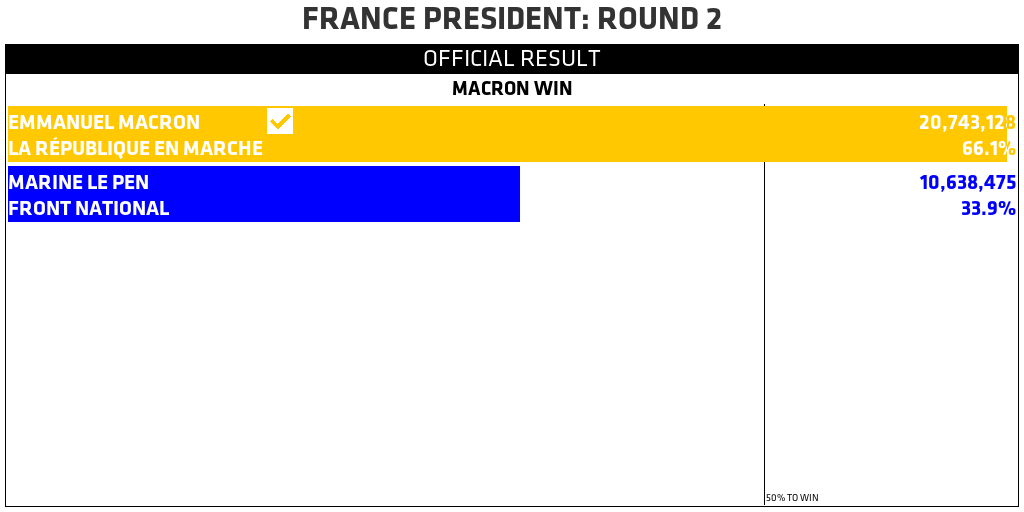 FRANCE PRESIDENT: ROUND 2
OFFICIAL RESULT
MACRON WIN
EMMANUEL MACRON 20,743,128
LA RÉPUBLIQUE EN MARCHE 66.1%
MARINE LE PEN 10,638,475
FRONT NATIONAL 33.9%
50% TO WIN